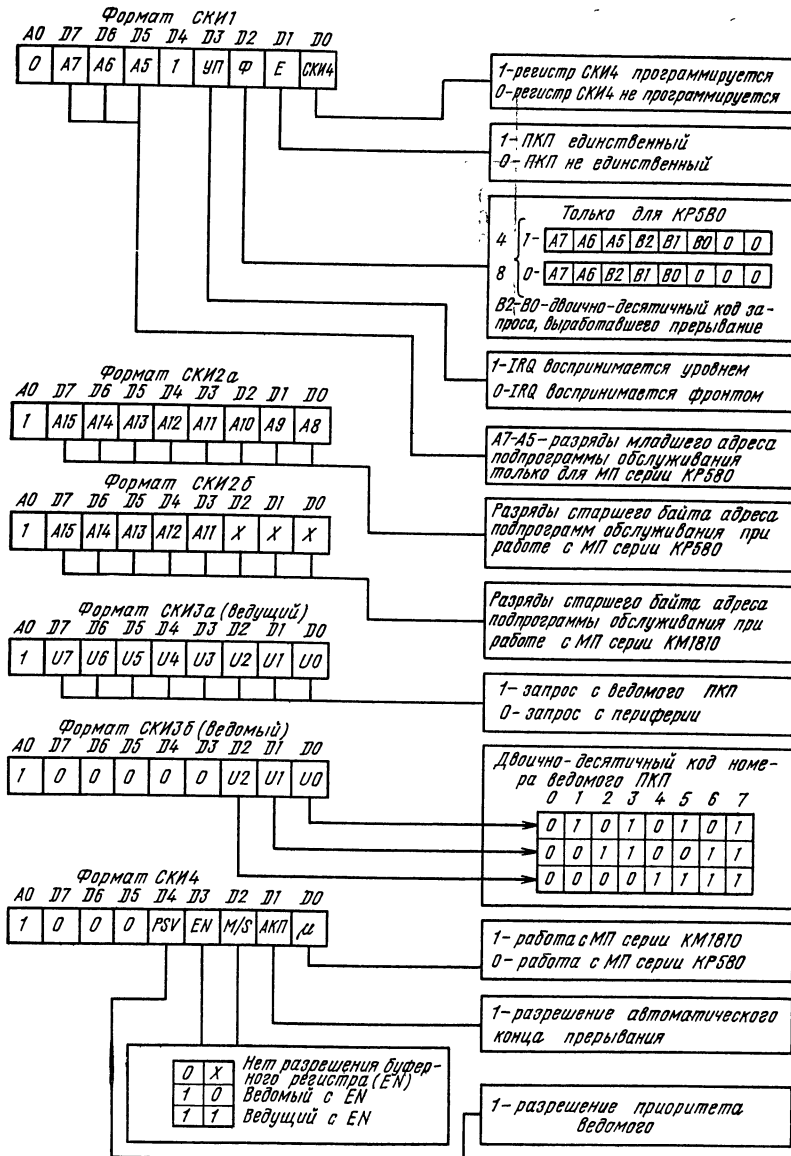 Формат СКИ1
A0 D7 D6 D5 D4 D3 D2 D1 D0
0 A7 A6 A5 1 УП Ф E СКИ4
1-регистр СКИ4 программируется
0-регистр СКИ4 не программируется
1-ПКП единственный
0-ПКП не единственный
Только для КР580
4 1- A7 A6 A5 B2 B1 B0 0 0
8 0- A7 A6 B2 B1 B0 0 0 0
B2-B0-двоично-десятичный код за-
проса, выработавшего прерывание
1-IRQ воспринимается уровнем
0-IRQ воспринимается фронтом
A7-A5-разряды младшего адреса
подпрограммы обслуживания
только для МП серии КР580
Формат СКИ2а
A0 D7 D6 D5 D4 D3 D2 D1 D0
1 A15 A14 A13 A12 A11 A10 A9 A8
Разряды старшего байта адреса
подпрограмм обслуживания при
работе с МП серии КР580
Формат СКИ2б
A0 D7 D6 D5 D4 D3 D2 D1 D0
1 A15 A14 A13 A12 A11 X X X
Разряды старшего байта адреса
подпрограммы обслуживания при
работе с МП серии КМ1810
Формат СКИ3а (ведущий)
A0 D7 D6 D5 D4 D3 D2 D1 D0
1 U7 U6 U5 U4 U3 U2 U1 U0
1- запрос с ведомого ПКП
0- запрос с периферии
Формат СКИ3б (ведомый)
A0 D7 D6 D5 D4 D3 D2 D1 D0
1 0 0 0 0 0 U2 U1 U0
Двоично-десятичный код номе-
ра ведомого ПКП
0 1 2 3 4 5 6 7
0 1 0 1 0 1 0 1
0 0 1 1 0 0 1 1
0 0 0 0 1 1 1 1
Формат СКИ4
A0 D7 D6 D5 D4 D3 D2 D1 D0
1 0 0 0 PSV EN M/S АКП μ
1- работа с МП серии КМ1810
0- работа с МП серии КР580
1-разрешение автоматического
конца прерывания
0 X Нет разрешения буфер-
ного регистра (EN)
1 0 Ведомый с EN
1 1 Ведущий с EN
1- разрешение приоритета
ведомого